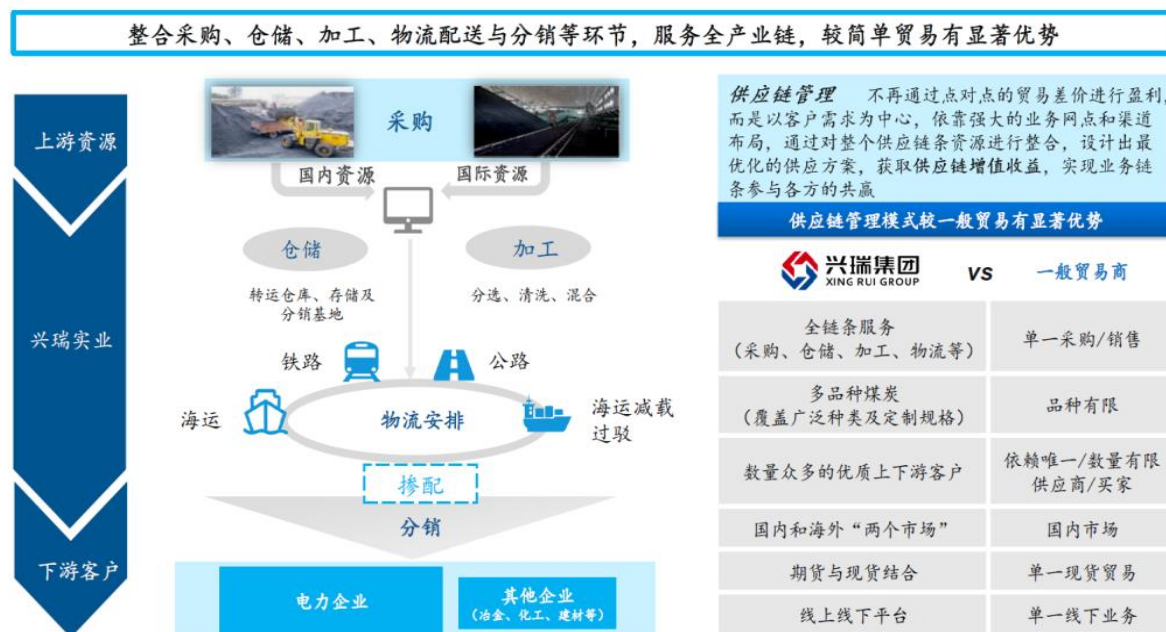 整合采购、仓储、加工、物流配送与分销等环节，服务全产业链，较简单贸易有显著优势
上游资源
兴瑞实业
下游客户
采购
国内资源
国际资源
仓储
加工
转运仓库、存储及
分销基地
分选、清洗、混合
铁路
公路
海运
物流安排
海运减载
过驳
掺配
分销
电力企业
其他企业
（冶金、化工、建材等）
供应链管理 不再通过点对点的贸易差价进行盈利，
而是以客户需求为中心，依靠强大的业务网点和渠道
布局，通过对整个供应链条资源进行整合，设计出最
优化的供应方案，获取供应链增值收益，实现业务链
条参与各方的共赢
供应链管理模式较一般贸易有显著优势
兴瑞集团
XING RUI GROUP
VS
一般贸易商
全链条服务
（采购、仓储、加工、物流等）
单一采购/销售
多品种煤炭
（覆盖广泛种类及定制规格）
品种有限
数量众多的优质上下游客户
依赖唯一/数量有限
供应商/买家
国内和海外“两个市场”
国内市场
期货与现货结合
单一现货贸易
线上线下平台
单一线下业务